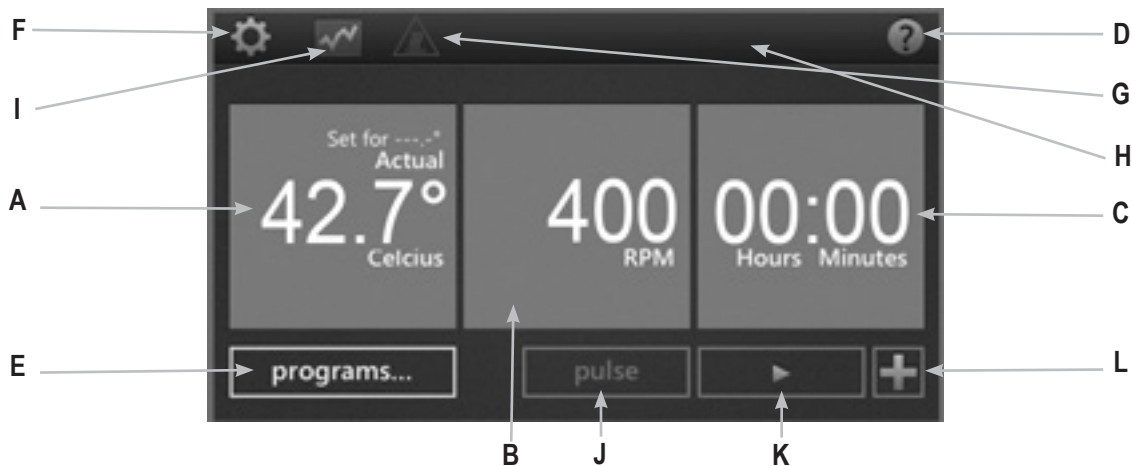 F
?
D
I
G
H
Set for ---.-°
Actual
A
42.7°
Celcius
400
RPM
00:00
Hours Minutes
C
E
programs...
pulse
L
B
J
K